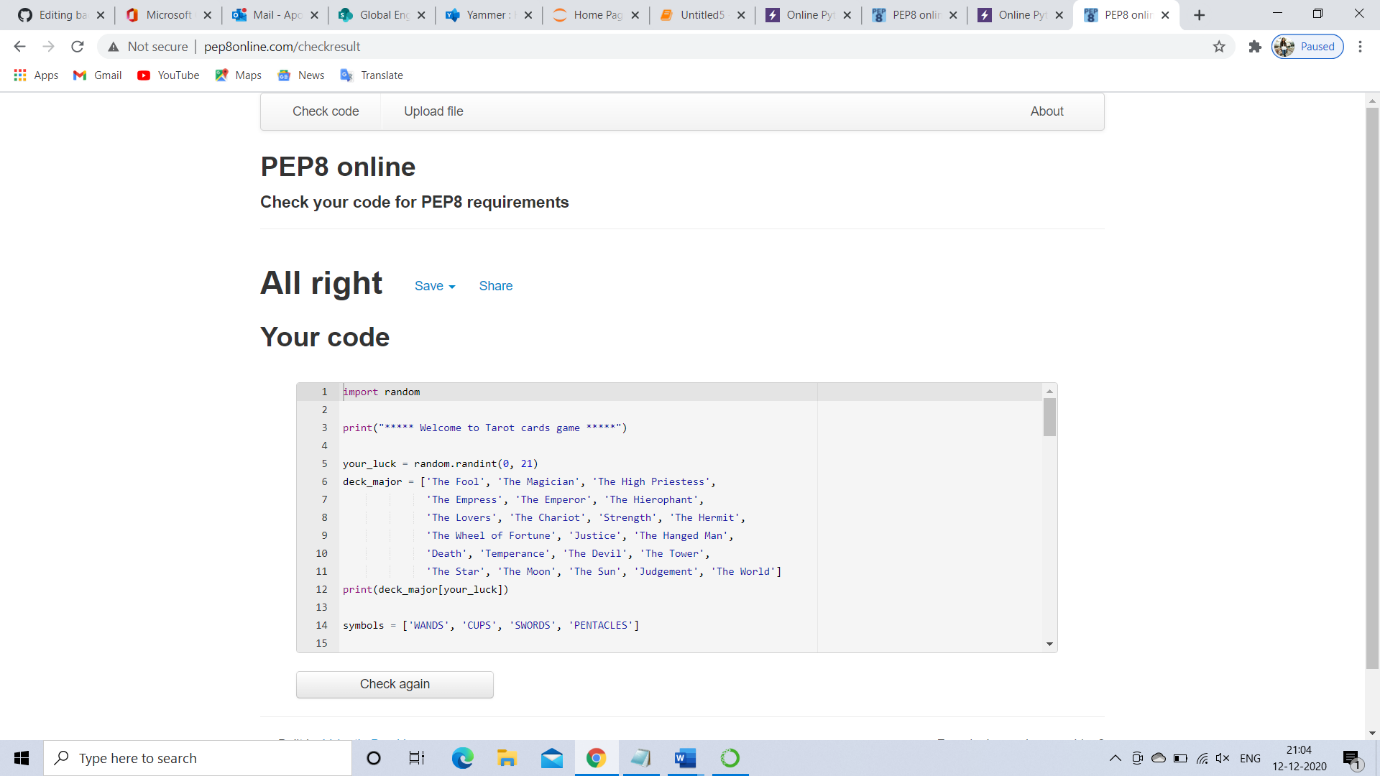 Editing ba
Microsoft
Mail - Apo
Global Eng
Yammer :
Home Pag
Untitled5
Online Pyt
PEP8 onlin
Online Pyt
PEP8 onlin
Not secure | pep8online.com/checkresult
Paused
Apps
Gmail
YouTube
Maps
News
Translate
Check code
Upload file
About
PEP8 online
Check your code for PEP8 requirements
All right
Save
Share
Your code
1 import random
2
3 print("***** Welcome to Tarot cards game *****")
4
5 your_luck = random.randint(0, 21)
6 deck_major = ['The Fool', 'The Magician', 'The High Priestess',
7 'The Empress', 'The Emperor', 'The Hierophant',
8 'The Lovers', 'The Chariot', 'Strength', 'The Hermit',
9 'The Wheel of Fortune', 'Justice', 'The Hanged Man',
10 'Death', 'Temperance', 'The Devil', 'The Tower',
11 'The Star', 'The Moon', 'The Sun', 'Judgement', 'The World']
12 print(deck_major[your_luck])
13
14 symbols = ['WANDS', 'CUPS', 'SWORDS', 'PENTACLES']
15
Check again
Type here to search
ENG
21:04
12-12-2020
1